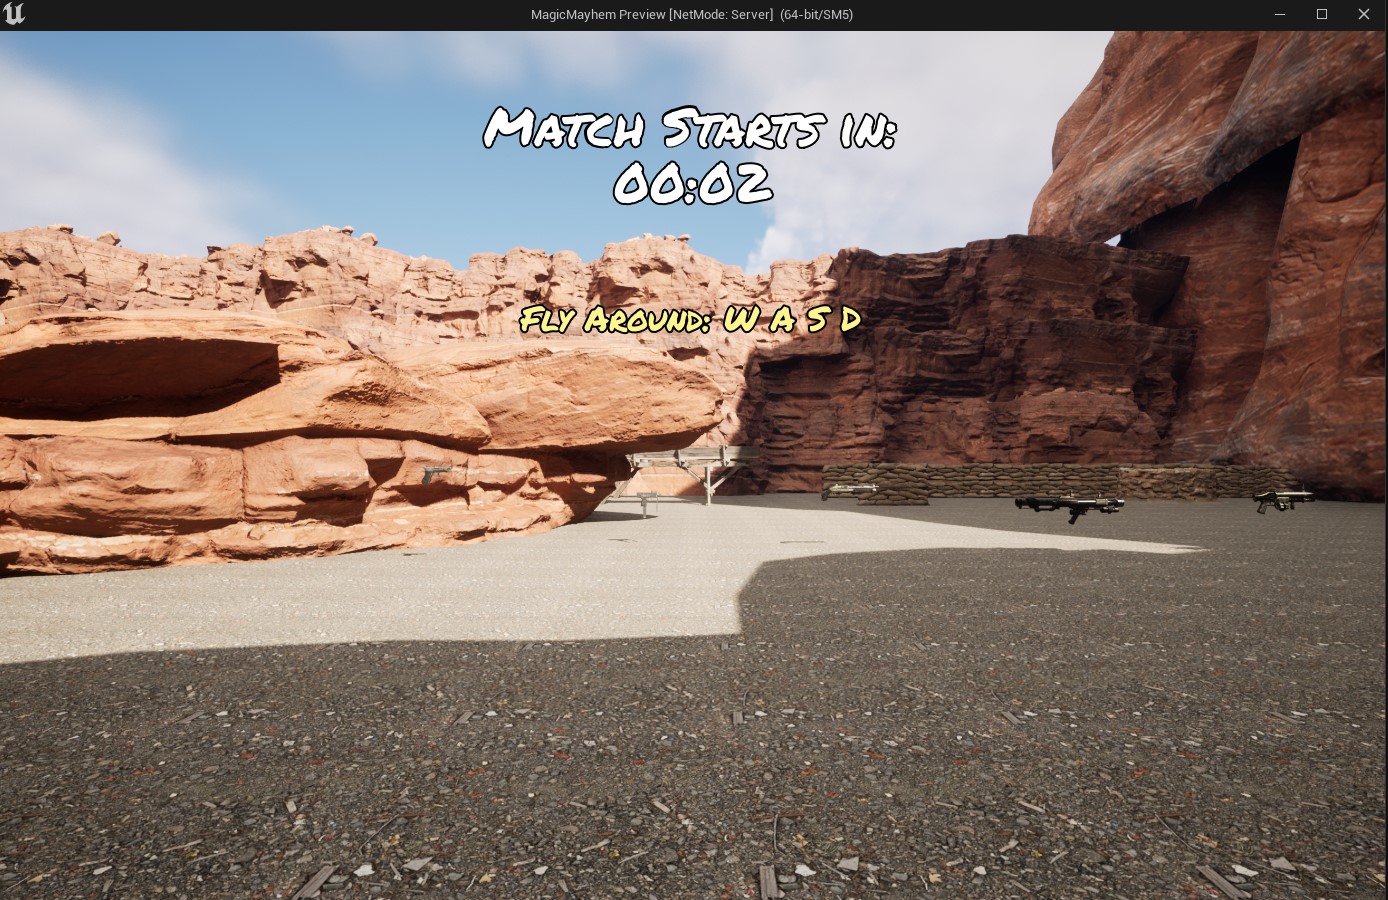 MagicMayhem Preview [NetMode: Server] (64-bit/SM5)
Match Starts in:
00:02
Fly Around: W A S D